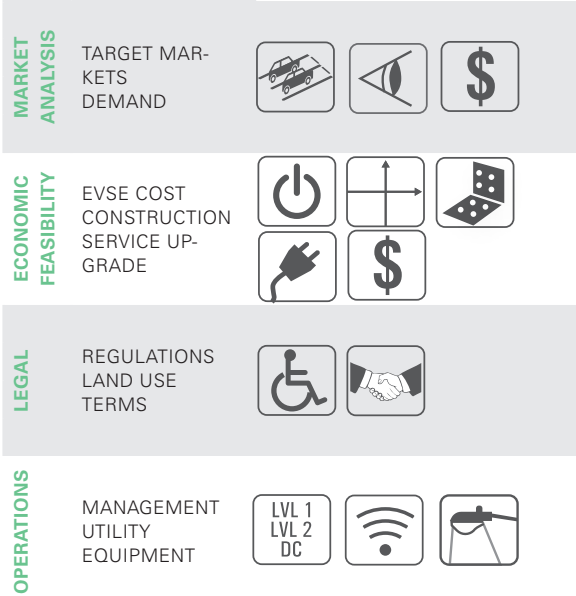 MARKET
ANALYSIS
TARGET MAR-
KETS
DEMAND
$
ECONOMIC
FEASIBILITY
EVSE COST
CONSTRUCTION
SERVICE UP-
GRADE
$
LEGAL
REGULATIONS
LAND USE
TERMS
OPERATIONS
MANAGEMENT
UTILITY
EQUIPMENT
LVL 1
LVL 2
DC